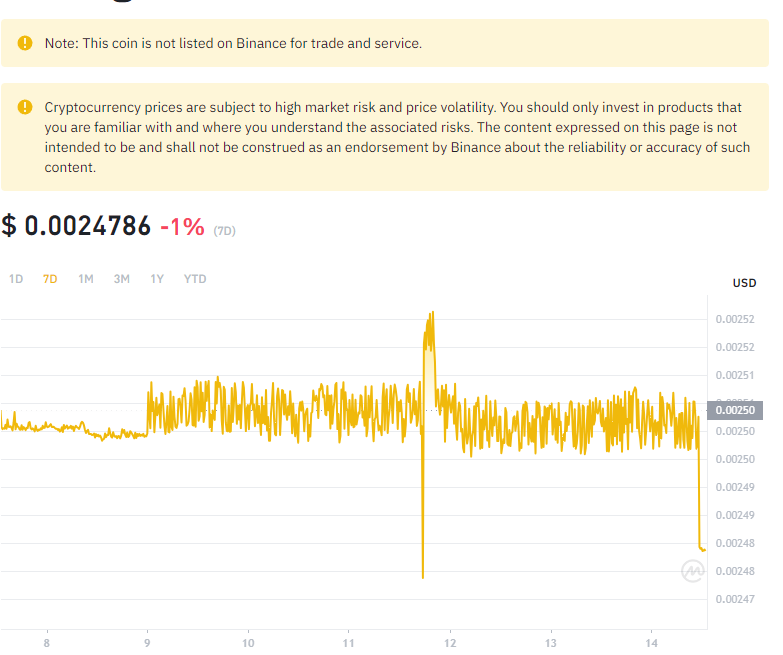 Note: This coin is not listed on Binance for trade and service.
Cryptocurrency prices are subject to high market risk and price volatility. You should only invest in products that
you are familiar with and where you understand the associated risks. The content expressed on this page is not
intended to be and shall not be construed as an endorsement by Binance about the reliability or accuracy of such
content.
$ 0.0024786 -1% (7D)
1D 7D 1M 3M 1Y YTD
USD
0.00252
0.00252
0.00251
0.00250
0.00250
0.00250
0.00249
0.00249
0.00248
0.00248
0.00247
8 9 10 11 12 13 14